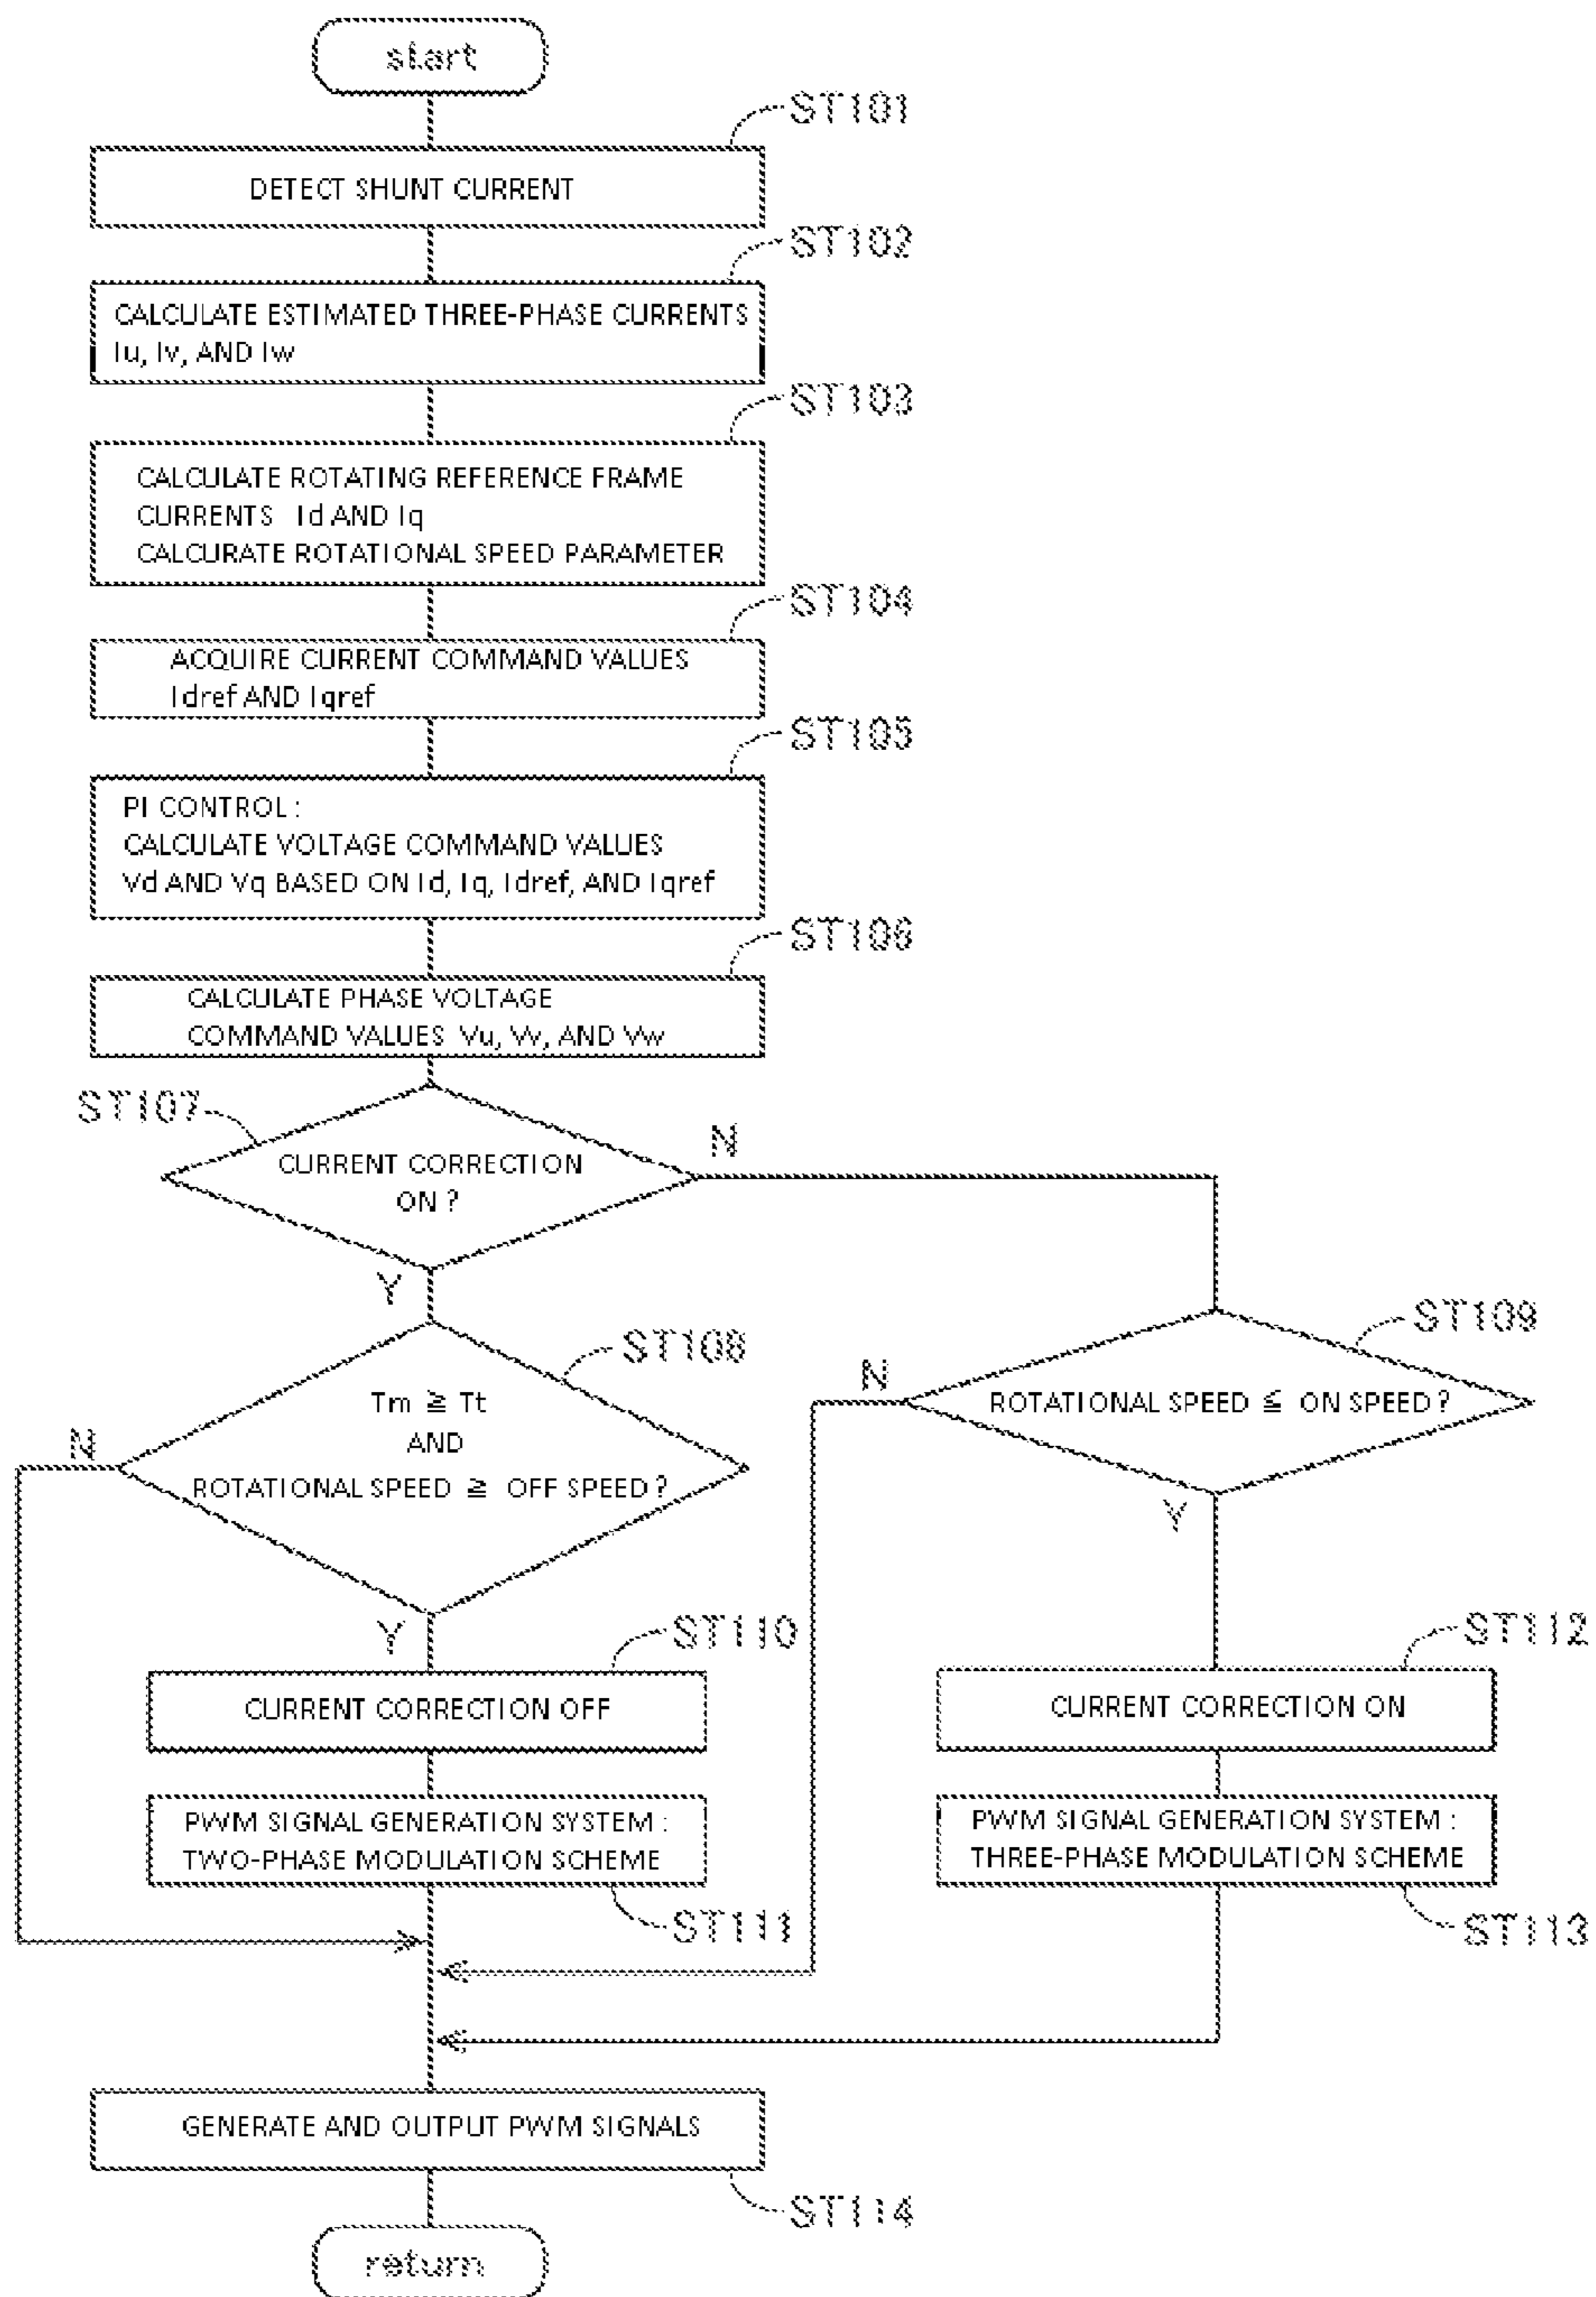 start
ST101
DETECT SHUNT CURRENT
ST102
CALCULATE ESTIMATED THREE-PHASE CURRENTS
Iu, Iv, AND Iw
ST103
CALCULATE ROTATING REFERENCE FRAME
CURRENTS Id AND Iq
CALCURATE ROTATIONAL SPEED PARAMETER
ST104
ACQUIRE CURRENT COMMAND VALUES
Idref AND Iqref
ST105
PI CONTROL :
CALCULATE VOLTAGE COMMAND VALUES
Vd AND Vq BASED ON Id, Iq, Idref, AND Iqref
ST106
CALCULATE PHASE VOLTAGE
COMMAND VALUES Vu, Vv, AND Vw
ST107
N
CURRENT CORRECTION
ON ?
Y
ST108
Tm ≧ Tt
AND
ROTATIONAL SPEED ≧ OFF SPEED ?
N
Y
ST109
N
ROTATIONAL SPEED ≦ ON SPEED ?
Y
ST110
CURRENT CORRECTION OFF
PWM SIGNAL GENERATION SYSTEM :
TWO-PHASE MODULATION SCHEME
ST111
ST112
CURRENT CORRECTION ON
PWM SIGNAL GENERATION SYSTEM :
THREE-PHASE MODULATION SCHEME
ST113
GENERATE AND OUTPUT PWM SIGNALS
ST114
return